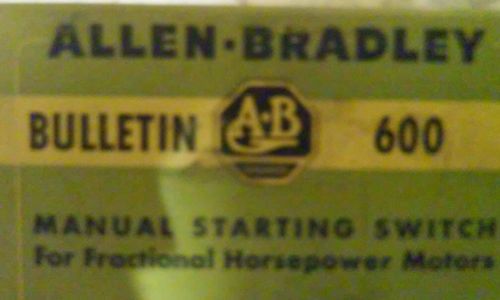 ALLEN-BRADLEY
BULLETIN A-B 600
MANUAL STARTING SWITCH
For Fractional Horsepower Motors